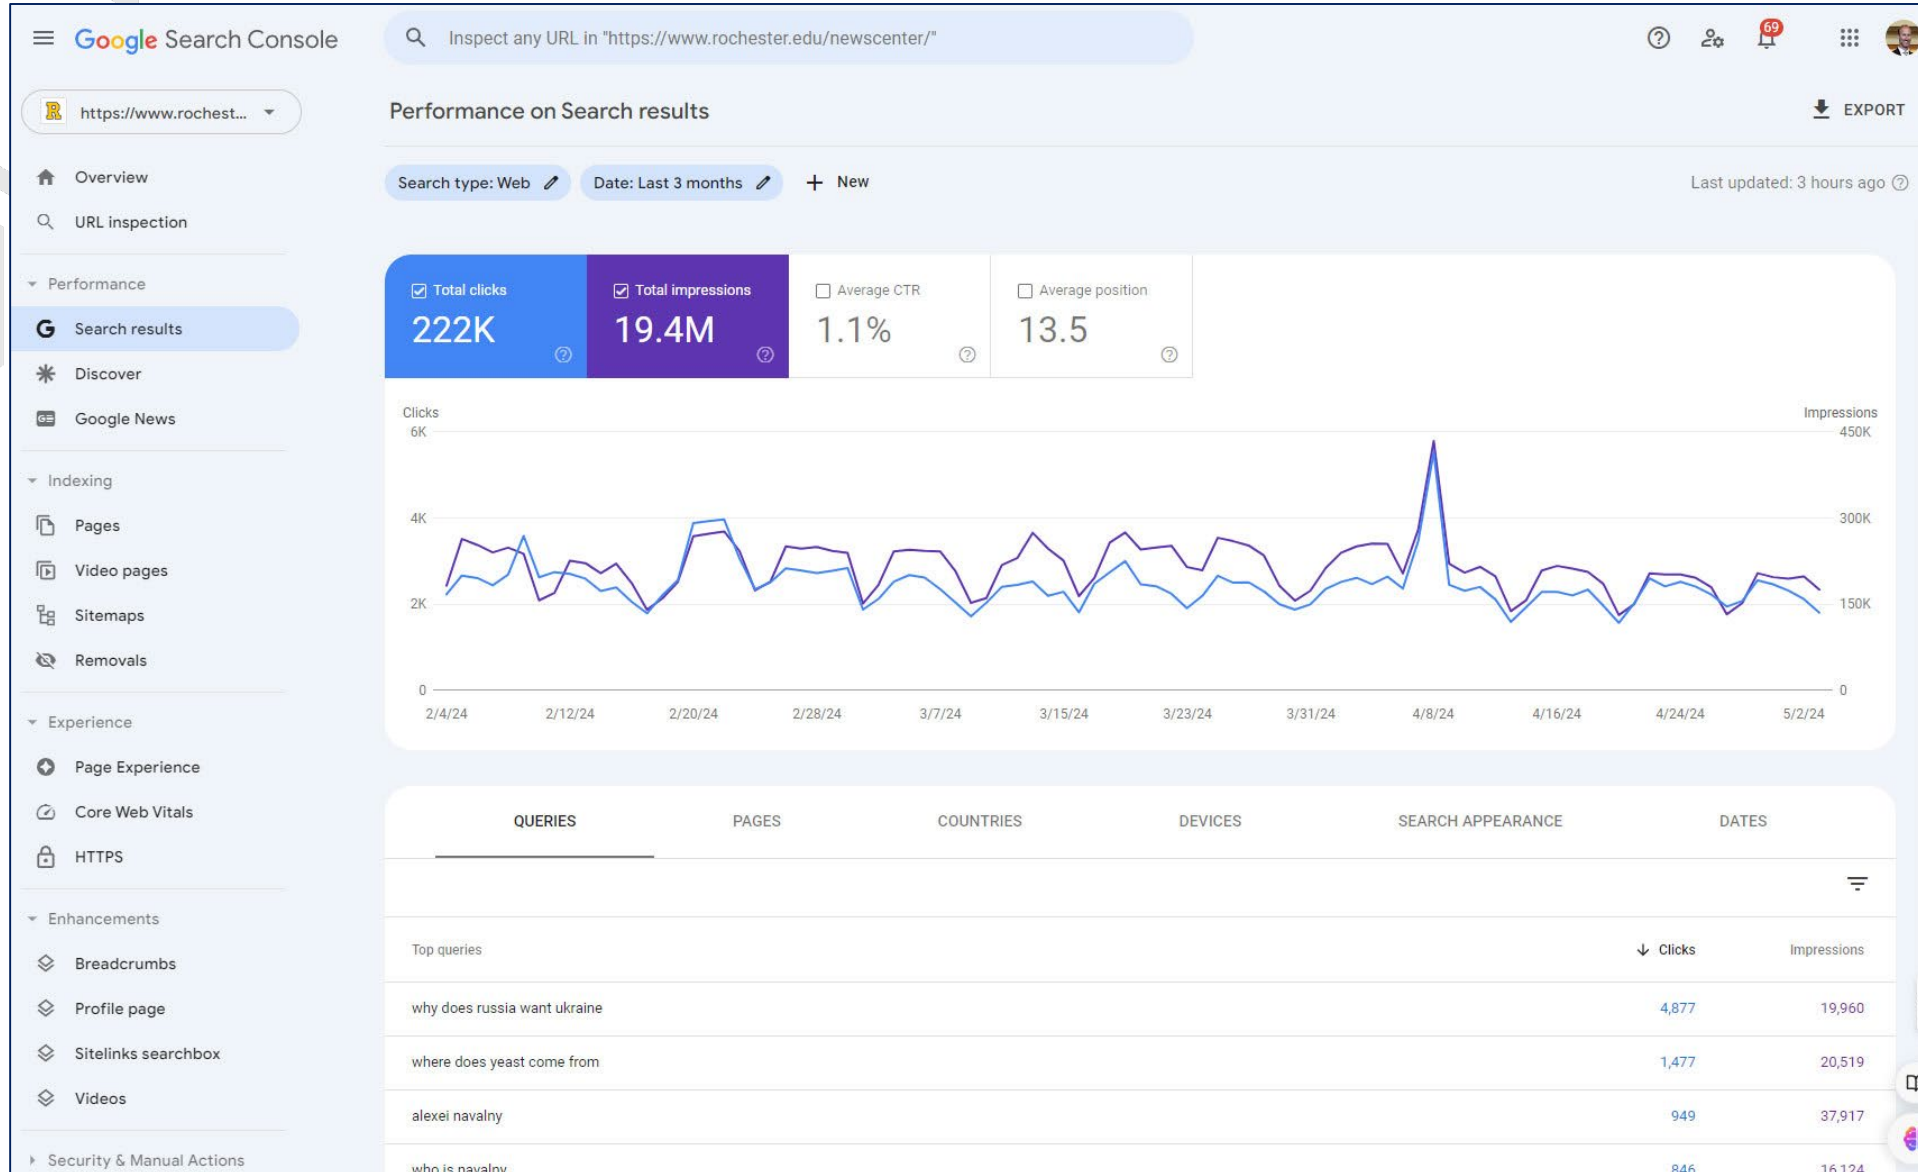 Google Search Console
Inspect any URL in "https://www.rochester.edu/newscenter/"
69
R
https://www.rochest...
Performance on Search results
EXPORT
Overview
URL inspection
Search type: Web
Date: Last 3 months
New
Last updated: 3 hours ago
Performance
Search results
Discover
Google News
Total clicks
222K
Total impressions
19.4M
Average CTR
1.1%
Average position
13.5
Indexing
Pages
Video pages
Sitemaps
Removals
Clicks
Impressions
6K
450K
4K
300K
2K
150K
0
0
2/4/24
2/12/24
2/20/24
2/28/24
3/7/24
3/15/24
3/23/24
3/31/24
4/8/24
4/16/24
4/24/24
5/2/24
Experience
Page Experience
Core Web Vitals
HTTPS
QUERIES
PAGES
COUNTRIES
DEVICES
SEARCH APPEARANCE
DATES
Enhancements
Breadcrumbs
Profile page
Sitelinks searchbox
Videos
Security & Manual Actions
Top queries
Clicks
Impressions
why does russia want ukraine
4,877
19,960
where does yeast come from
1,477
20,519
alexei navalny
949
37,917
who is navalny
846
16,124